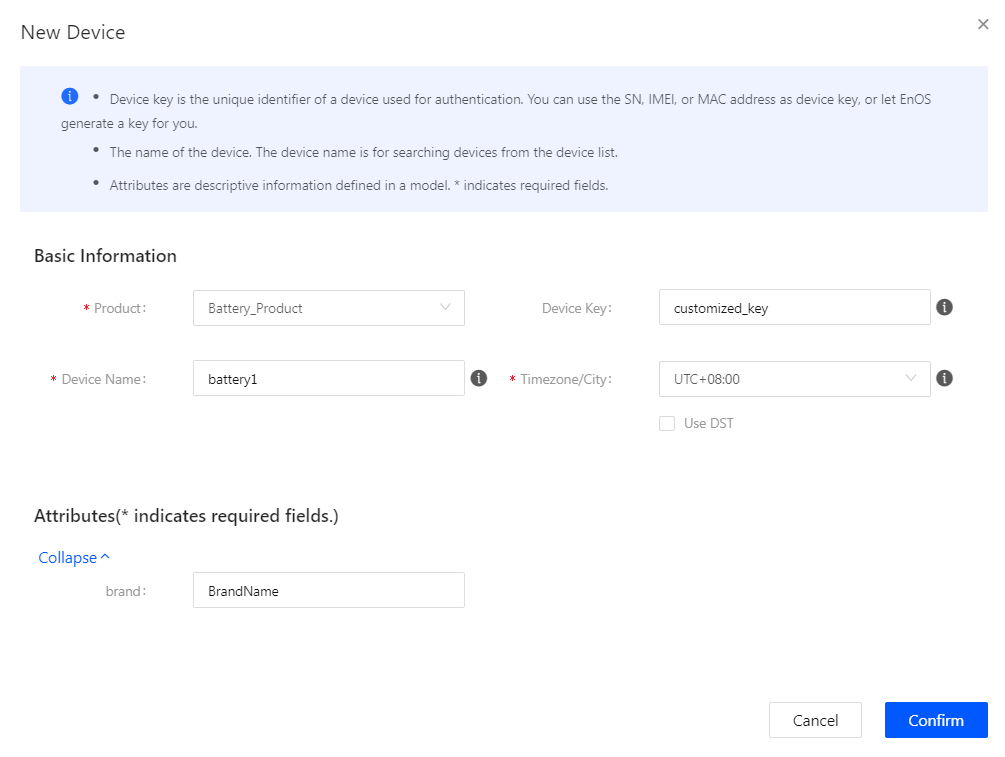 New Device
• Device key is the unique identifier of a device used for authentication. You can use the SN, IMEI, or MAC address as device key, or let EnOS
generate a key for you.
• The name of the device. The device name is for searching devices from the device list.
• Attributes are descriptive information defined in a model. * indicates required fields.
Basic Information
* Product: Battery_Product Device Key: customized_key
* Device Name: battery1 * Timezone/City: UTC+08:00
Use DST
Attributes(* indicates required fields.)
Collapse
brand: BrandName
Cancel Confirm